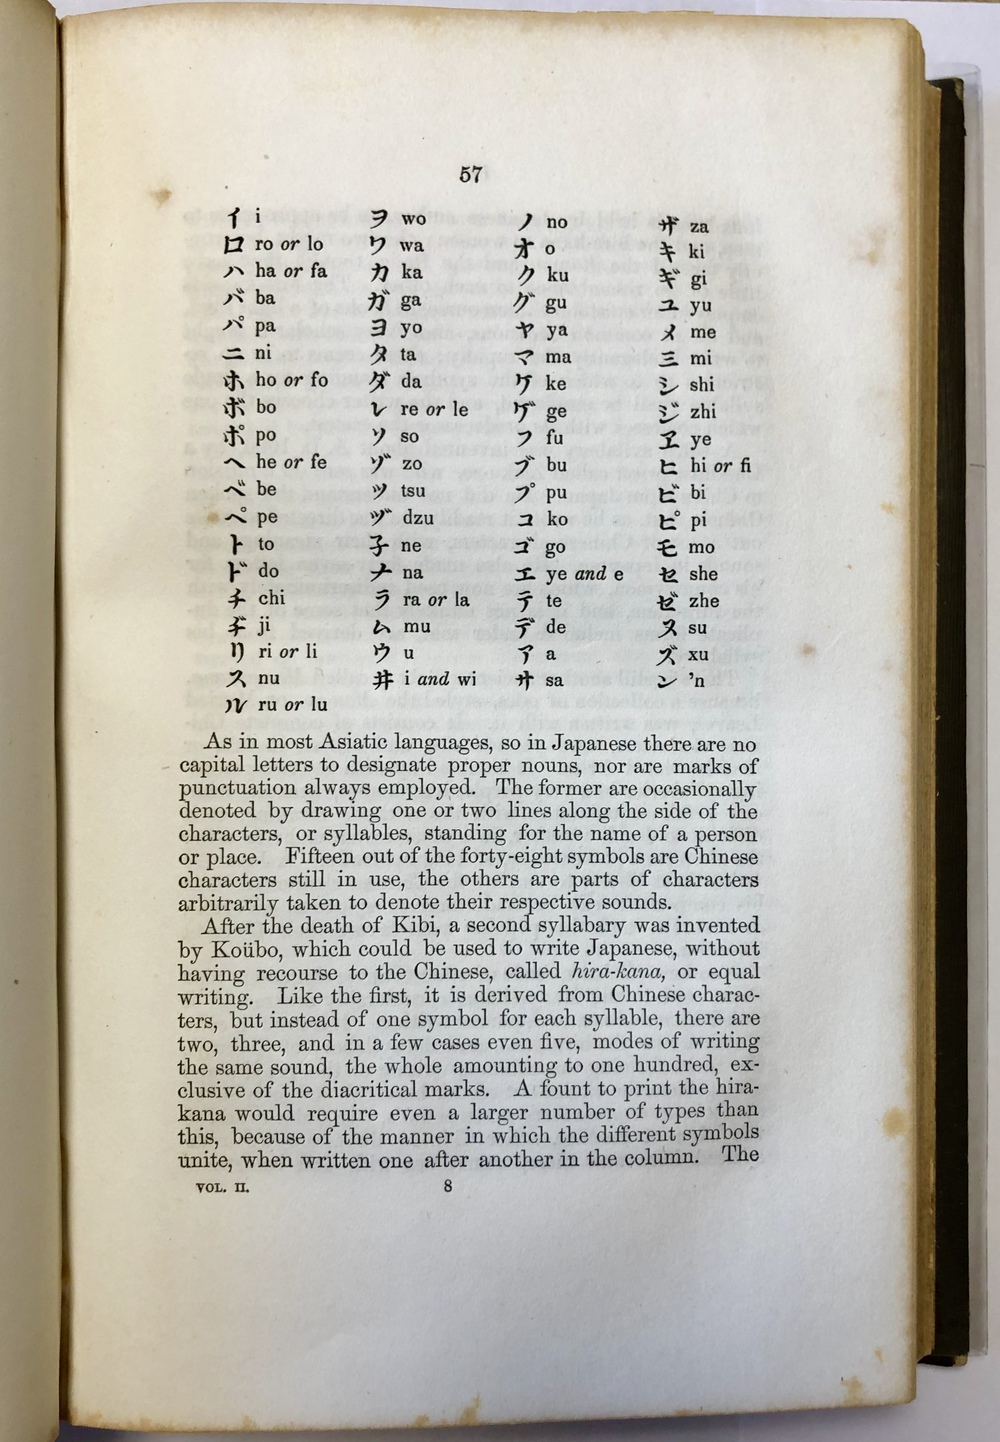 57
イ i
ロ ro or lo
ハ ha or fa
バ ba
パ pa
ニ ni
ホ ho or fo
ボ bo
ポ po
ヘ he or fe
ベ be
ペ pe
ト to
ド do
チ chi
ヂ ji
リ ri or li
ヌ nu
ル ru or lu
ヲ wo
ワ wa
カ ka
ガ ga
ヨ yo
タ ta
ダ da
レ re or le
ソ so
ゾ zo
ツ tsu
ヅ dzu
子 ne
ナ na
ラ ra or la
ム mu
ウ u
井 i and wi
ノ no
オ o
ク ku
グ gu
ヤ ya
マ ma
ケ ke
ゲ ge
フ fu
ブ bu
プ pu
コ ko
ゴ go
エ ye and e
テ te
デ de
ア a
サ sa
ザ za
キ ki
ギ gi
ユ yu
メ me
三 mi
シ shi
ジ zhi
ヱ ye
ヒ hi or fi
ビ bi
ピ pi
モ mo
セ she
ゼ zhe
ス su
ズ xu
ン ’n
As in most Asiatic languages, so in Japanese there are no
capital letters to designate proper nouns, nor are marks of
punctuation always employed. The former are occasionally
denoted by drawing one or two lines along the side of the
characters, or syllables, standing for the name of a person
or place. Fifteen out of the forty-eight symbols are Chinese
characters still in use, the others are parts of characters
arbitrarily taken to denote their respective sounds.
After the death of Kibi, a second syllabary was invented
by Koübo, which could be used to write Japanese, without
having recourse to the Chinese, called hira-kana, or equal
writing. Like the first, it is derived from Chinese charac-
ters, but instead of one symbol for each syllable, there are
two, three, and in a few cases even five, modes of writing
the same sound, the whole amounting to one hundred, ex-
clusive of the diacritical marks. A fount to print the hira-
kana would require even a larger number of types than
this, because of the manner in which the different symbols
unite, when written one after another in the column. The
VOL. II. 8